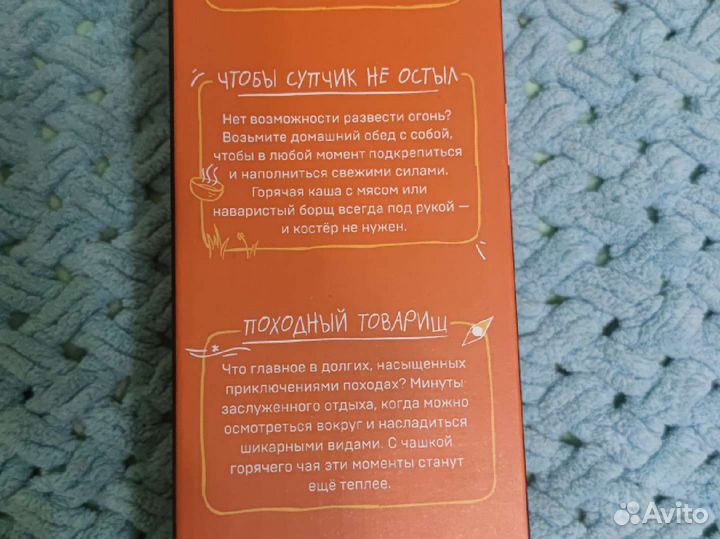 ЧТОБЫ СУПЧИК НЕ ОСТЫЛ
Нет возможности развести огонь?
Возьмите домашний обед с собой,
чтобы в любой момент подкрепиться
и наполниться свежими силами.
Горячая каша с мясом или
наваристый борщ всегда под рукой —
и костёр не нужен.
ПОХОДНЫЙ ТОВАРИЩ
Что главное в долгих, насыщенных
приключениями походах? Минуты
заслуженного отдыха, когда можно
осмотреться вокруг и насладиться
шикарными видами. С чашкой
горячего чая эти моменты станут
ещё теплее.
Avito